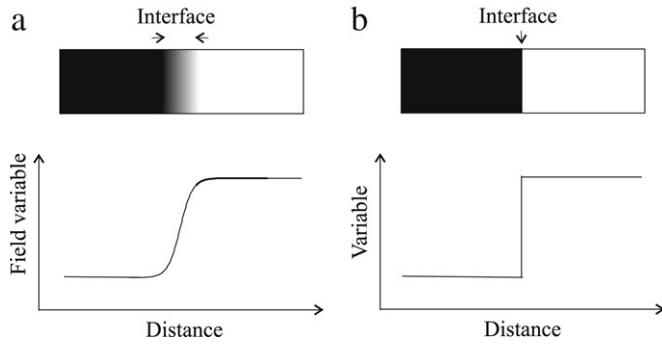 a
Interface
Field variable
Distance
b
Interface
Variable
Distance